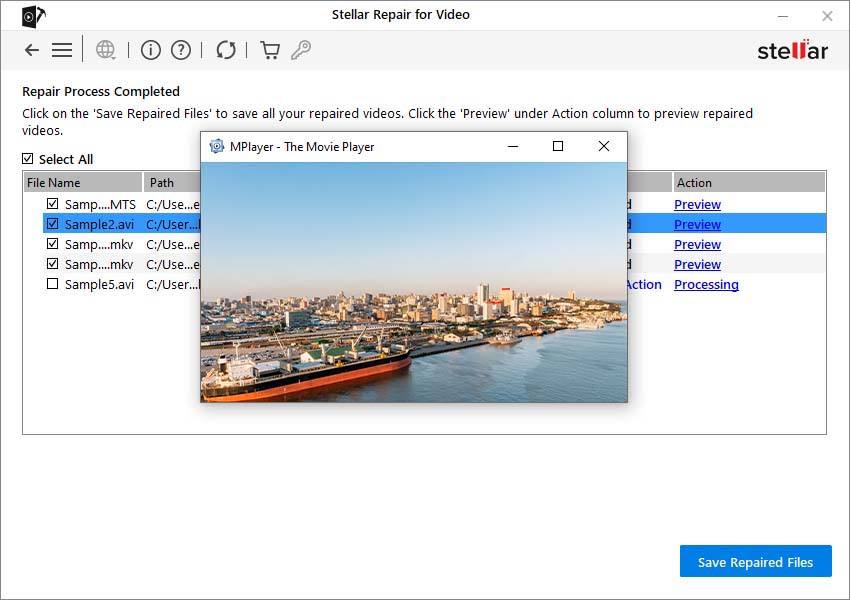 Stellar Repair for Video
stellar
Repair Process Completed
Click on the 'Save Repaired Files' to save all your repaired videos. Click the 'Preview' under Action column to preview repaired
videos.
MPlayer - The Movie Player
Select All
File Name Path Action
Samp....MTS C:/Use...e d Preview
Sample2.avi C:/User... Preview
Samp....mkv C:/Use...e d Preview
Samp....mkv C:/Use...e d Preview
Sample5.avi C:/User... Action Processing
Save Repaired Files